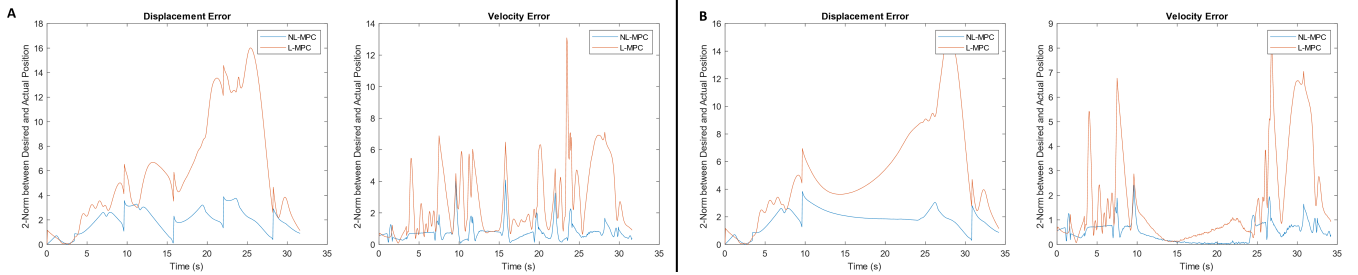 A
Displacement Error
NL-MPC
L-MPC
2-Norm between Desired and Actual Position
18
16
14
12
10
8
6
4
2
0
0 5 10 15 20 25 30 35
Time (s)
Velocity Error
NL-MPC
L-MPC
2-Norm between Desired and Actual Position
14
12
10
8
6
4
2
0
0 5 10 15 20 25 30 35
Time (s)
B
Displacement Error
NL-MPC
L-MPC
2-Norm between Desired and Actual Position
16
14
12
10
8
6
4
2
0
0 5 10 15 20 25 30 35
Time (s)
Velocity Error
NL-MPC
L-MPC
2-Norm between Desired and Actual Position
9
8
7
6
5
4
3
2
1
0
0 5 10 15 20 25 30 35
Time (s)